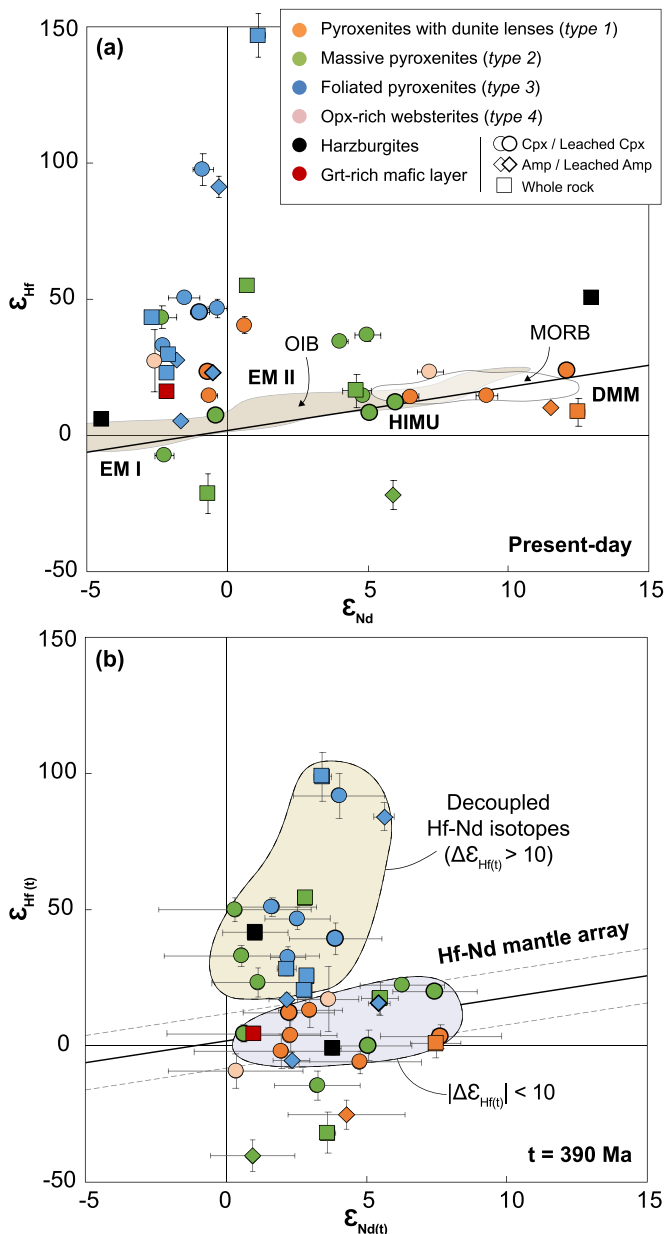 (a)
Pyroxenites with dunite lenses (type 1)
Massive pyroxenites (type 2)
Foliated pyroxenites (type 3)
Opx-rich websterites (type 4)
Harzburgites
Grt-rich mafic layer
Cpx / Leached Cpx
Amp / Leached Amp
Whole rock
150
100
50
0
-50
εHf
OIB
MORB
EM II
DMM
HIMU
EM I
Present-day
-5
0
5
10
15
εNd
(b)
150
100
50
0
-50
εHf (t)
Decoupled
Hf-Nd isotopes
(ΔεHf(t) > 10)
Hf-Nd mantle array
|ΔεHf(t)| < 10
t = 390 Ma
-5
0
5
10
15
εNd(t)